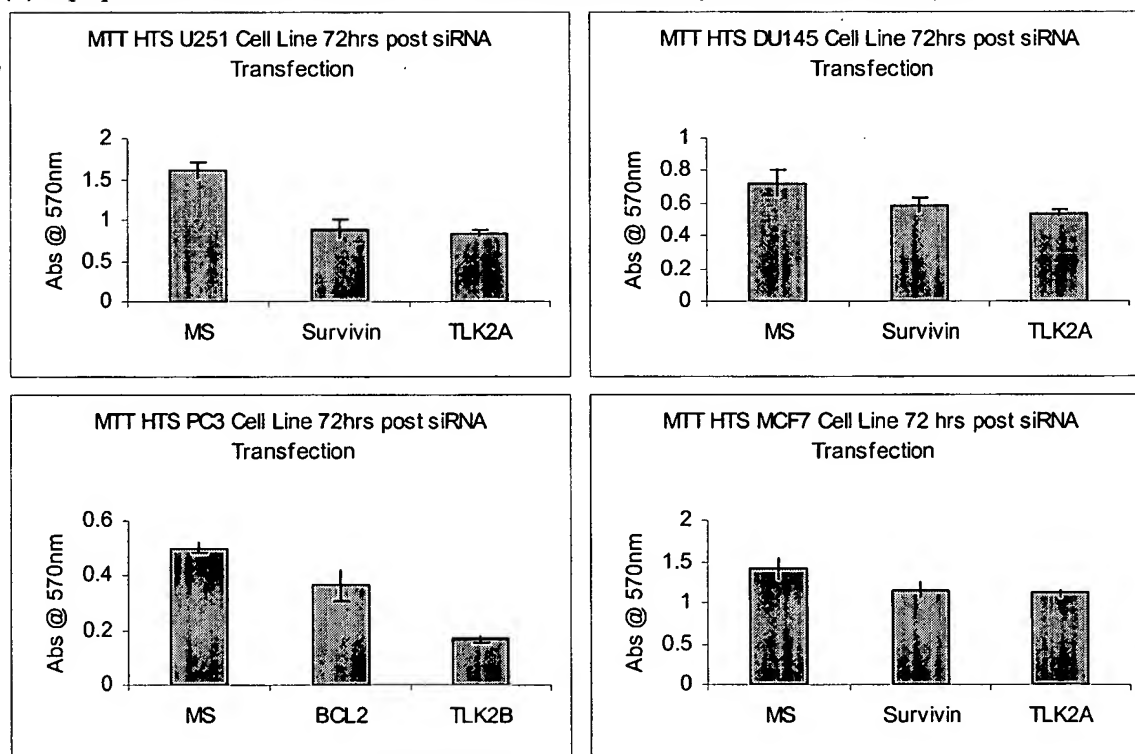 MTT HTS U251 Cell Line 72hrs post siRNA
Transfection
Abs @ 570nm
2
1.5
1
0.5
0
MS Survivin TLK2A
MTT HTS DU145 Cell Line 72hrs post siRNA
Transfection
Abs @ 570nm
1
0.8
0.6
0.4
0.2
0
MS Survivin TLK2A
MTT HTS PC3 Cell Line 72hrs post siRNA
Transfection
Abs @ 570nm
0.6
0.4
0.2
0
MS BCL2 TLK2B
MTT HTS MCF7 Cell Line 72 hrs post siRNA
Transfection
Abs @ 570nm
2
1.5
1
0.5
0
MS Survivin TLK2A